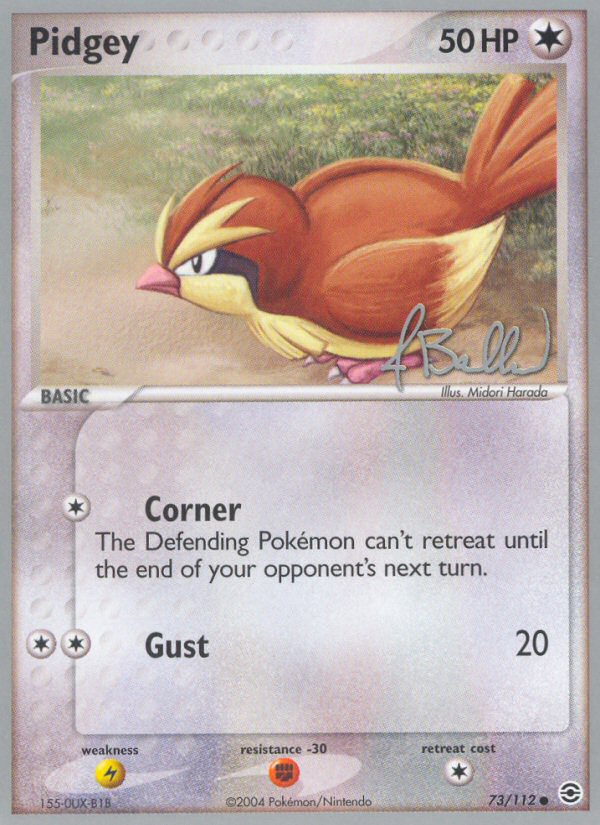 Pidgey 50 HP
Illus. Midori Harada
BASIC
Corner
The Defending Pokémon can't retreat until
the end of your opponent's next turn.
Gust 20
weakness resistance -30 retreat cost
155-0UX-B1B ©2004 Pokémon/Nintendo 73/112